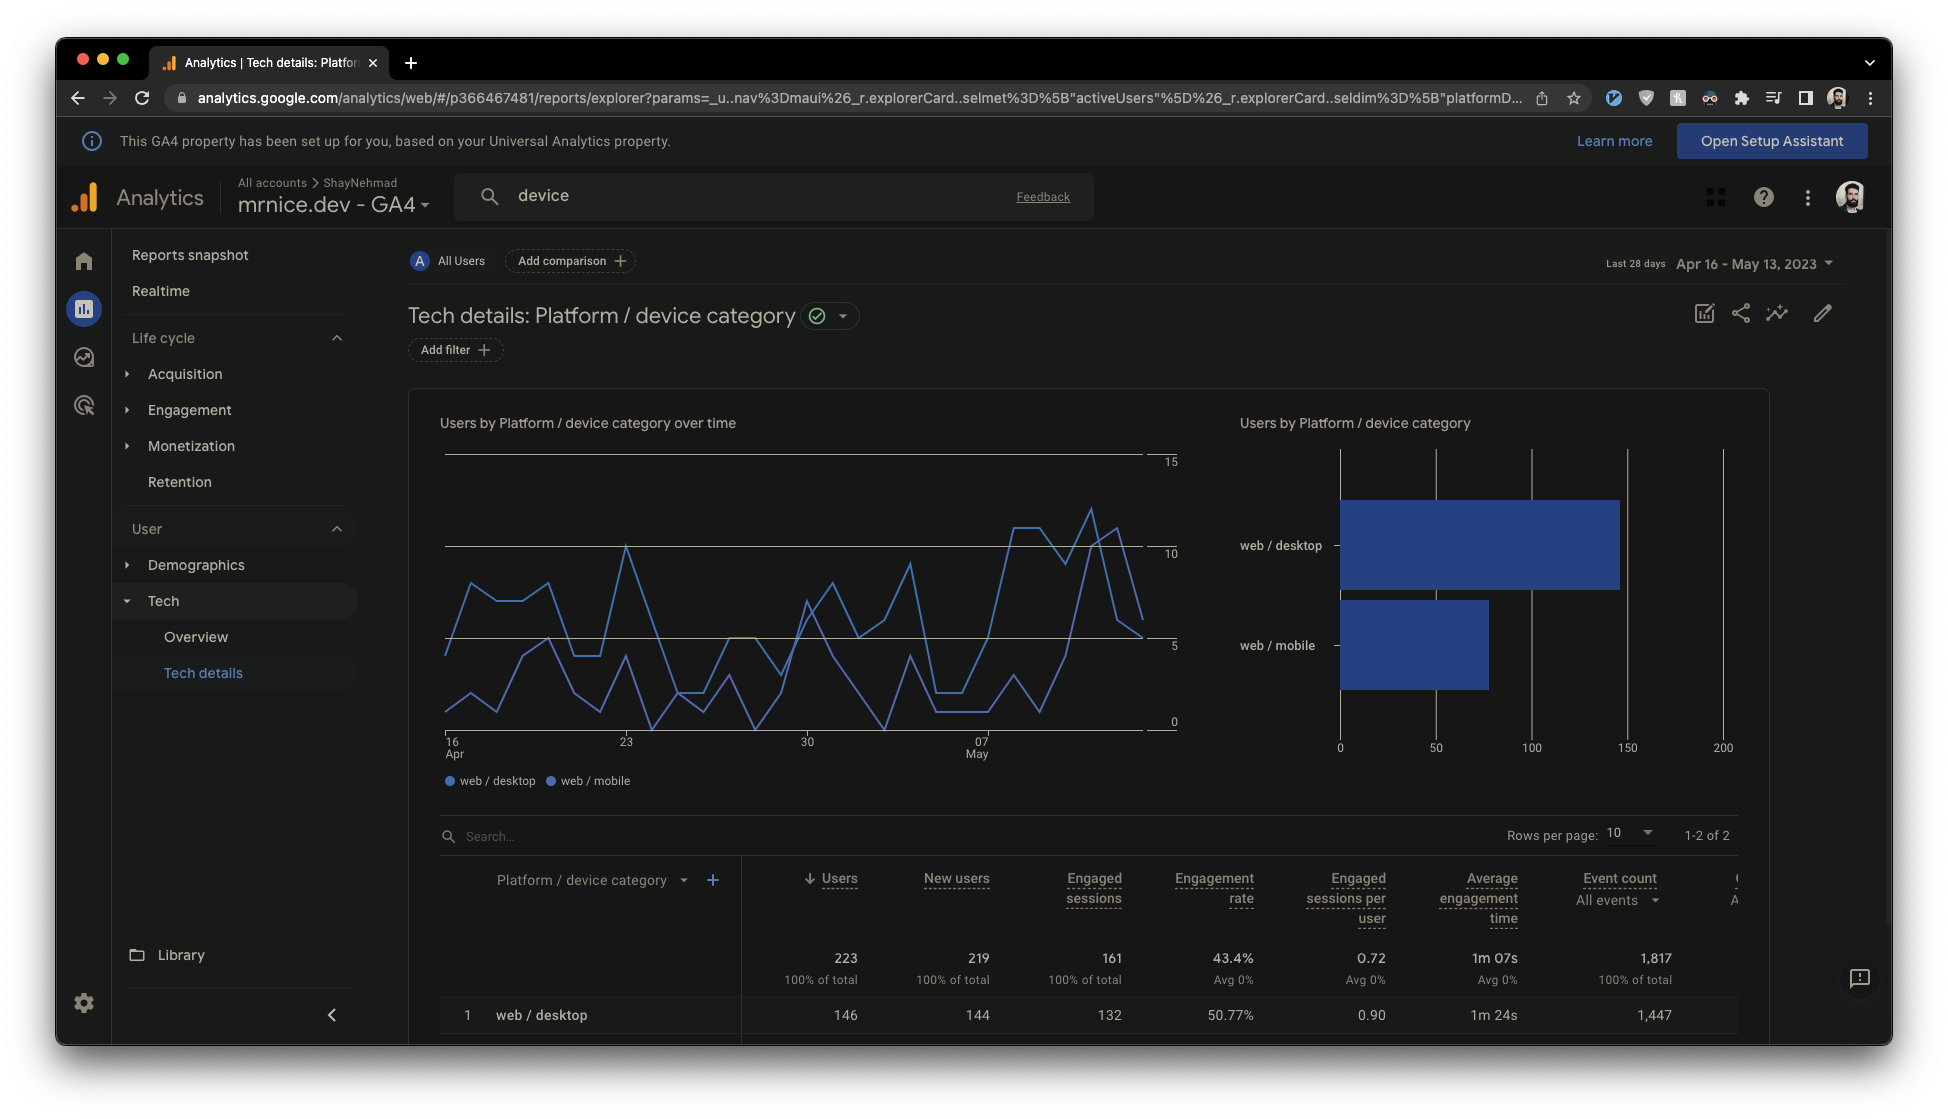 Analytics | Tech details: Platfor
analytics.google.com/analytics/web/#/p366467481/reports/explorer?params=_u..nav%3Dmaui%26_r.explorerCard..selmet%3D%5B"activeUsers"%5D%26_r.explorerCard..seldim%3D%5B"platformD...
This GA4 property has been set up for you, based on your Universal Analytics property.
Learn more
Open Setup Assistant
Analytics
All accounts > ShayNehmad
mrnice.dev - GA4
device
Feedback
Reports snapshot
Realtime
Life cycle
Acquisition
Engagement
Monetization
Retention
User
Demographics
Tech
Overview
Tech details
Library
A All Users
Add comparison +
Last 28 days Apr 16 - May 13, 2023
Tech details: Platform / device category
Add filter +
Users by Platform / device category over time
15
10
5
0
16 Apr
23
30
07 May
web / desktop
web / mobile
Users by Platform / device category
web / desktop
web / mobile
0 50 100 150 200
Search...
Rows per page: 10
1-2 of 2
Platform / device category +
Users
New users
Engaged sessions
Engagement rate
Engaged sessions per user
Average engagement time
Event count
All events
223 219 161 43.4% 0.72 1m 07s 1,817
100% of total 100% of total 100% of total Avg 0% Avg 0% Avg 0% 100% of total
1 web / desktop 146 144 132 50.77% 0.90 1m 24s 1,447